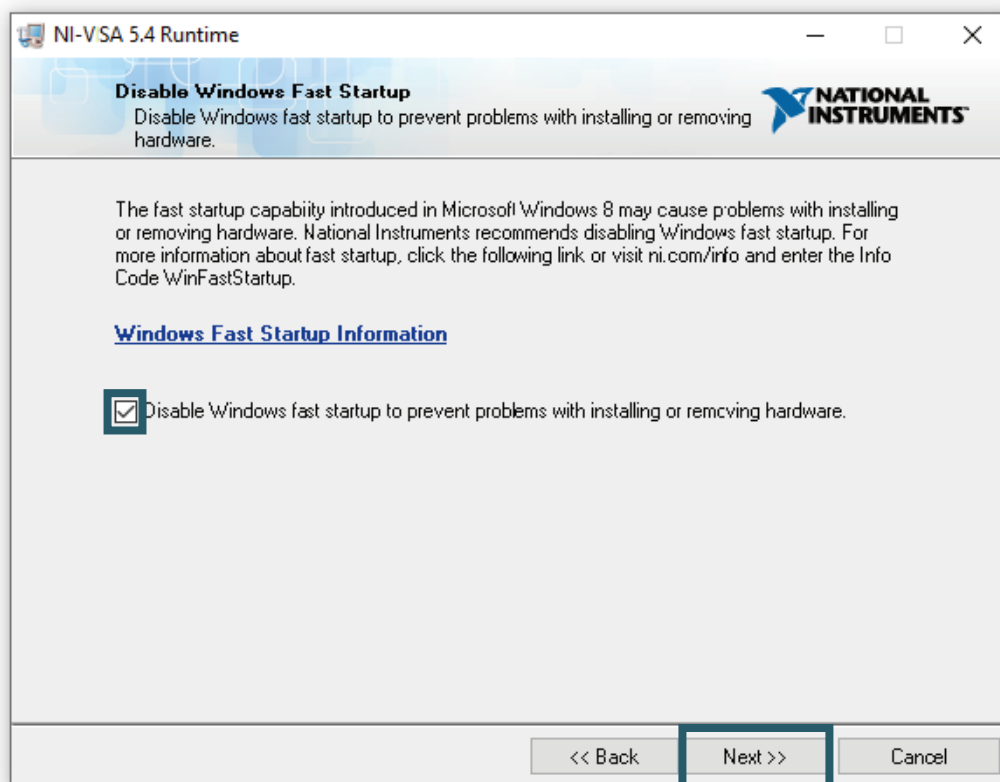 NI-VISA 5.4 Runtime
Disable Windows Fast Startup
Disable Windows fast startup to prevent problems with installing or removing
hardware.
NATIONAL
INSTRUMENTS™
The fast startup capability introduced in Microsoft Windows 8 may cause problems with installing
or removing hardware. National Instruments recommends disabling Windows fast startup. For
more information about fast startup, click the following link or visit ni.com/info and enter the Info
Code WinFastStartup.
Windows Fast Startup Information
Disable Windows fast startup to prevent problems with installing or removing hardware.
<< Back
Next >>
Cancel